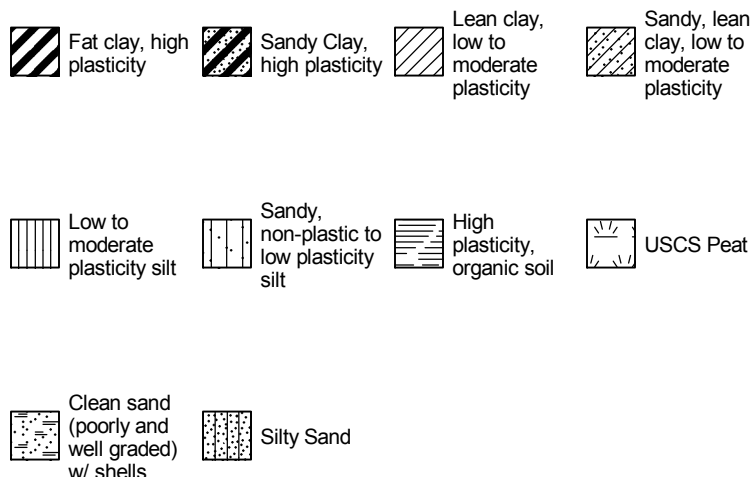 Fat clay, high
plasticity
Sandy Clay,
high plasticity
Lean clay,
low to
moderate
plasticity
Sandy, lean
clay, low to
moderate
plasticity
Low to
moderate
plasticity silt
Sandy,
non-plastic to
low plasticity
silt
High
plasticity,
organic soil
USCS Peat
Clean sand
(poorly and
well graded)
w/ shells
Silty Sand